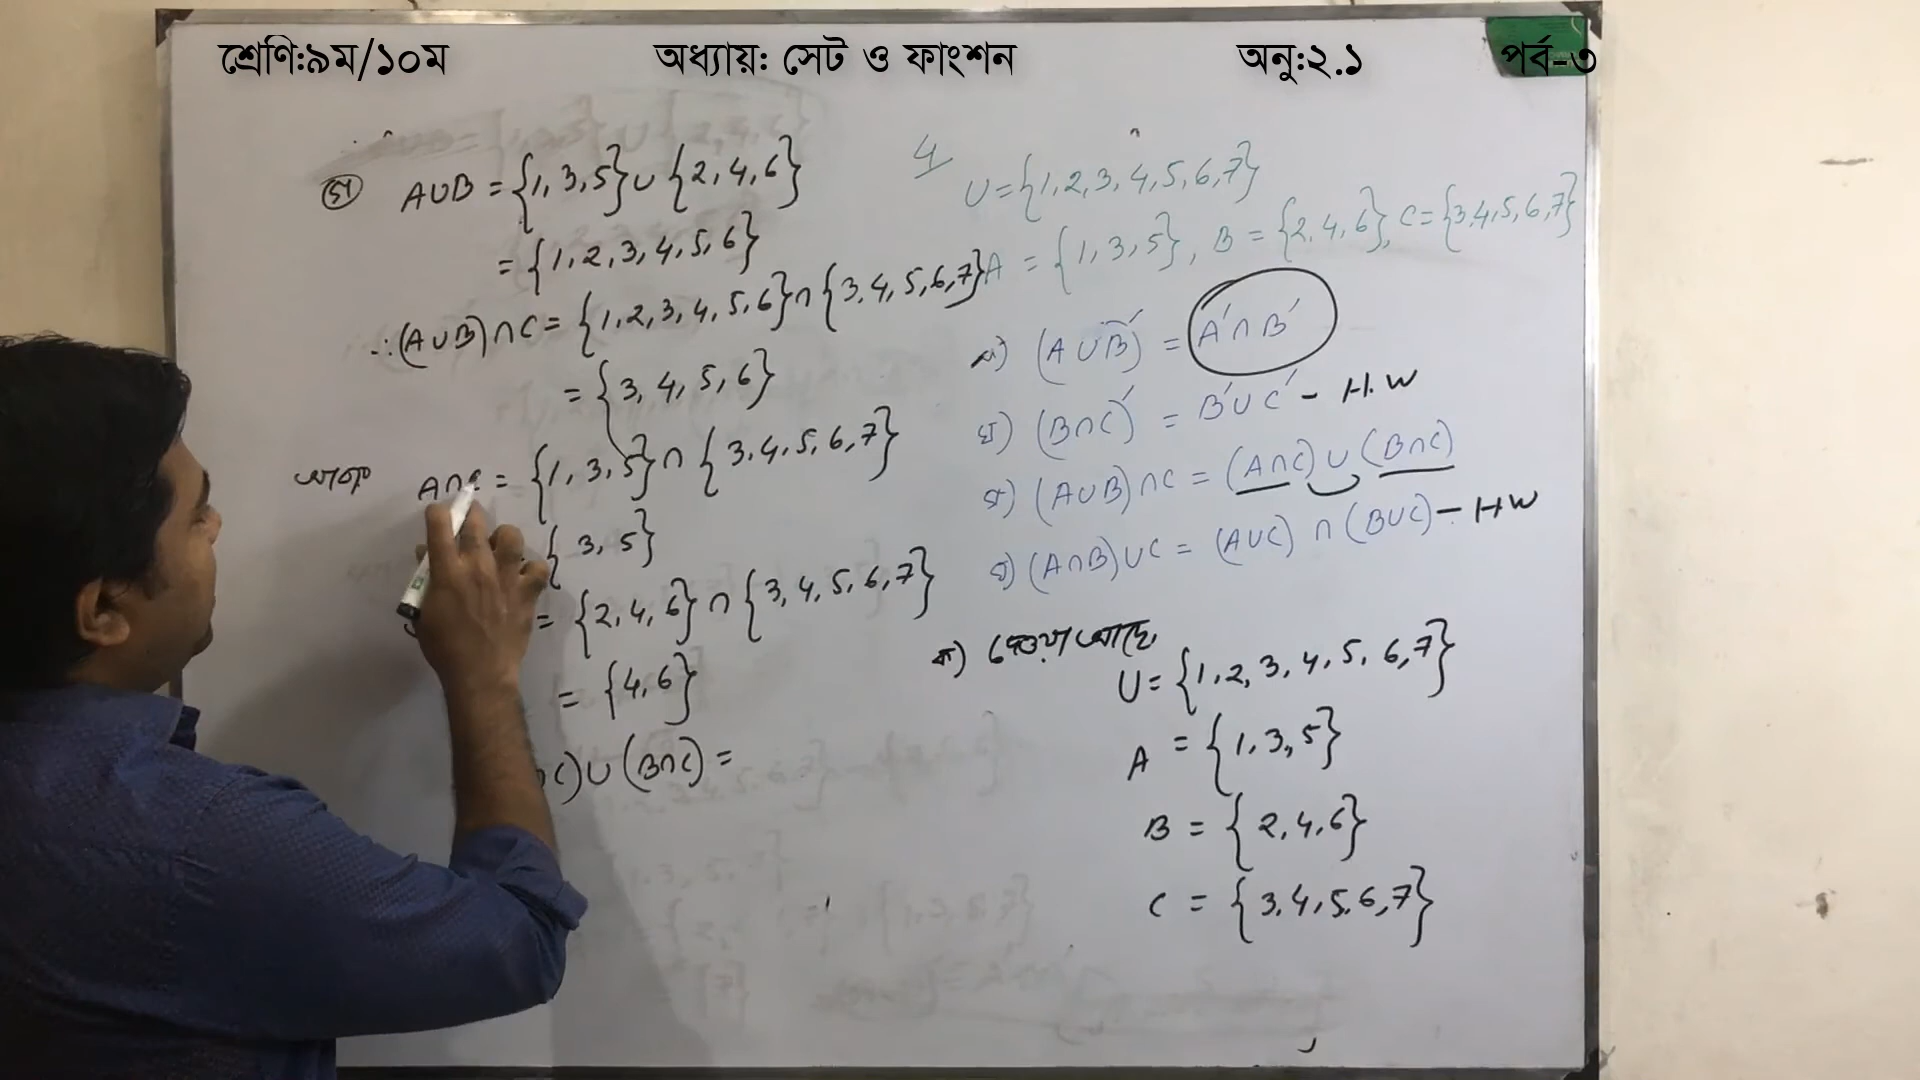 শ্রেণি:৯ম/১০ম অধ্যায়: সেট ও ফাংশন অনু:২.১ পর্ব-৩
গ A∪B = {1, 3, 5} ∪ {2, 4, 6}
= {1, 2, 3, 4, 5, 6}
∴ (A∪B)∩C = {1, 2, 3, 4, 5, 6} ∩ {3, 4, 5, 6, 7}
= {3, 4, 5, 6}
A∩C = {1, 3, 5} ∩ {3, 4, 5, 6, 7}
{3, 5}
= {2, 4, 6} ∩ {3, 4, 5, 6, 7}
= {4, 6}
C) ∪ (B∩C) =
4
U = {1, 2, 3, 4, 5, 6, 7}
A = {1, 3, 5}, B = {2, 4, 6}, C = {3, 4, 5, 6, 7}
ক) (A∪B)′ = A′∩B′
খ) (B∩C)′ = B′∪C′ - H.W
গ) (A∪B)∩C = (A∩C) ∪ (B∩C)
ঘ) (A∩B)∪C = (A∪C) ∩ (B∪C) - HW
ক) দেওয়া আছে
U = {1, 2, 3, 4, 5, 6, 7}
A = {1, 3, 5}
B = {2, 4, 6}
C = {3, 4, 5, 6, 7}